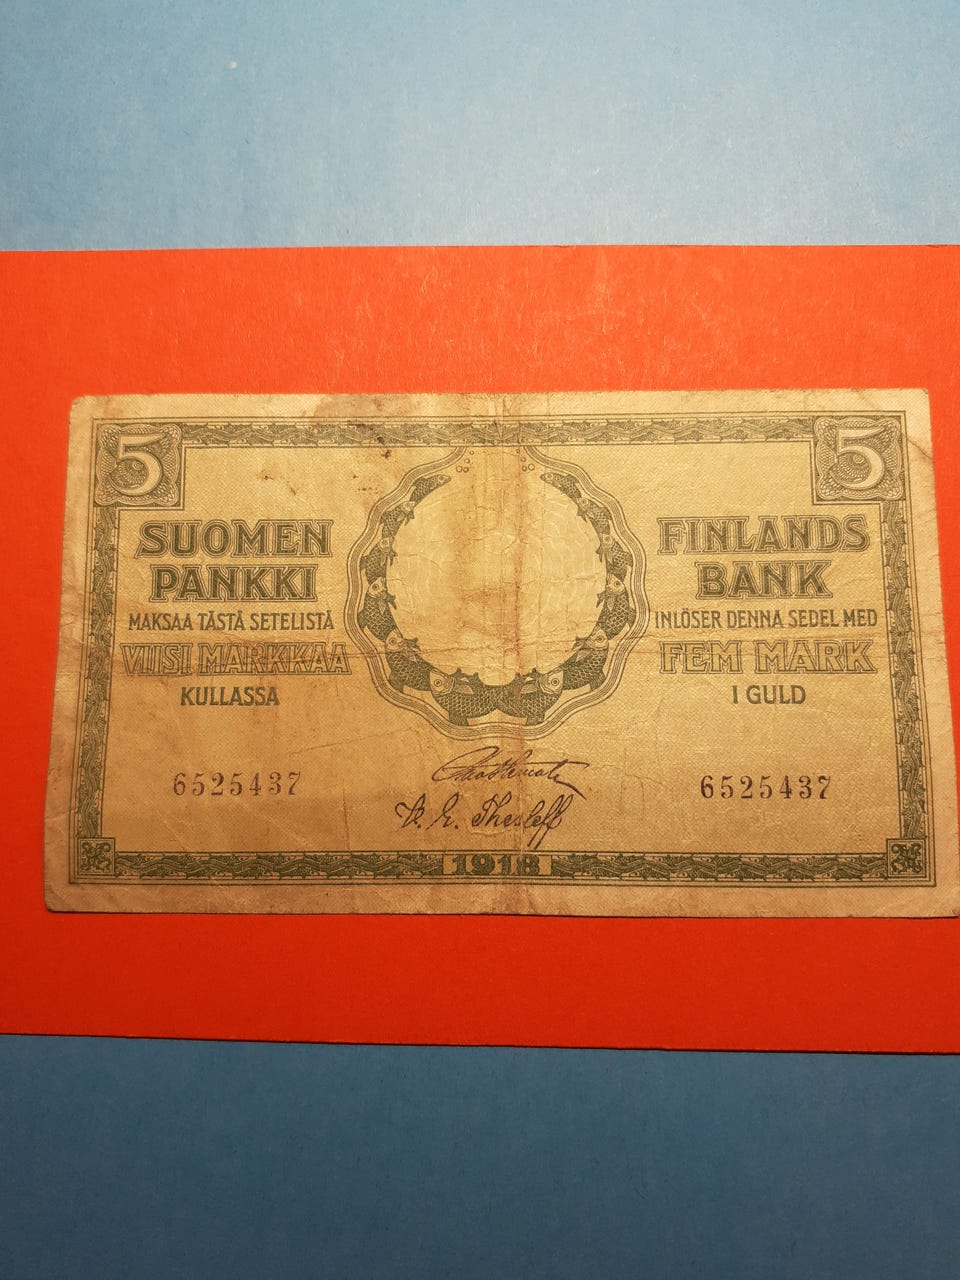 5
5
SUOMEN
PANKKI
MAKSAA TÄSTÄ SETELISTÄ
VIISI MARKKAA
KULLASSA
FINLANDS
BANK
INLÖSER DENNA SEDEL MED
FEM MARK
I GULD
6525437
6525437
V. E. Thesleff
1918